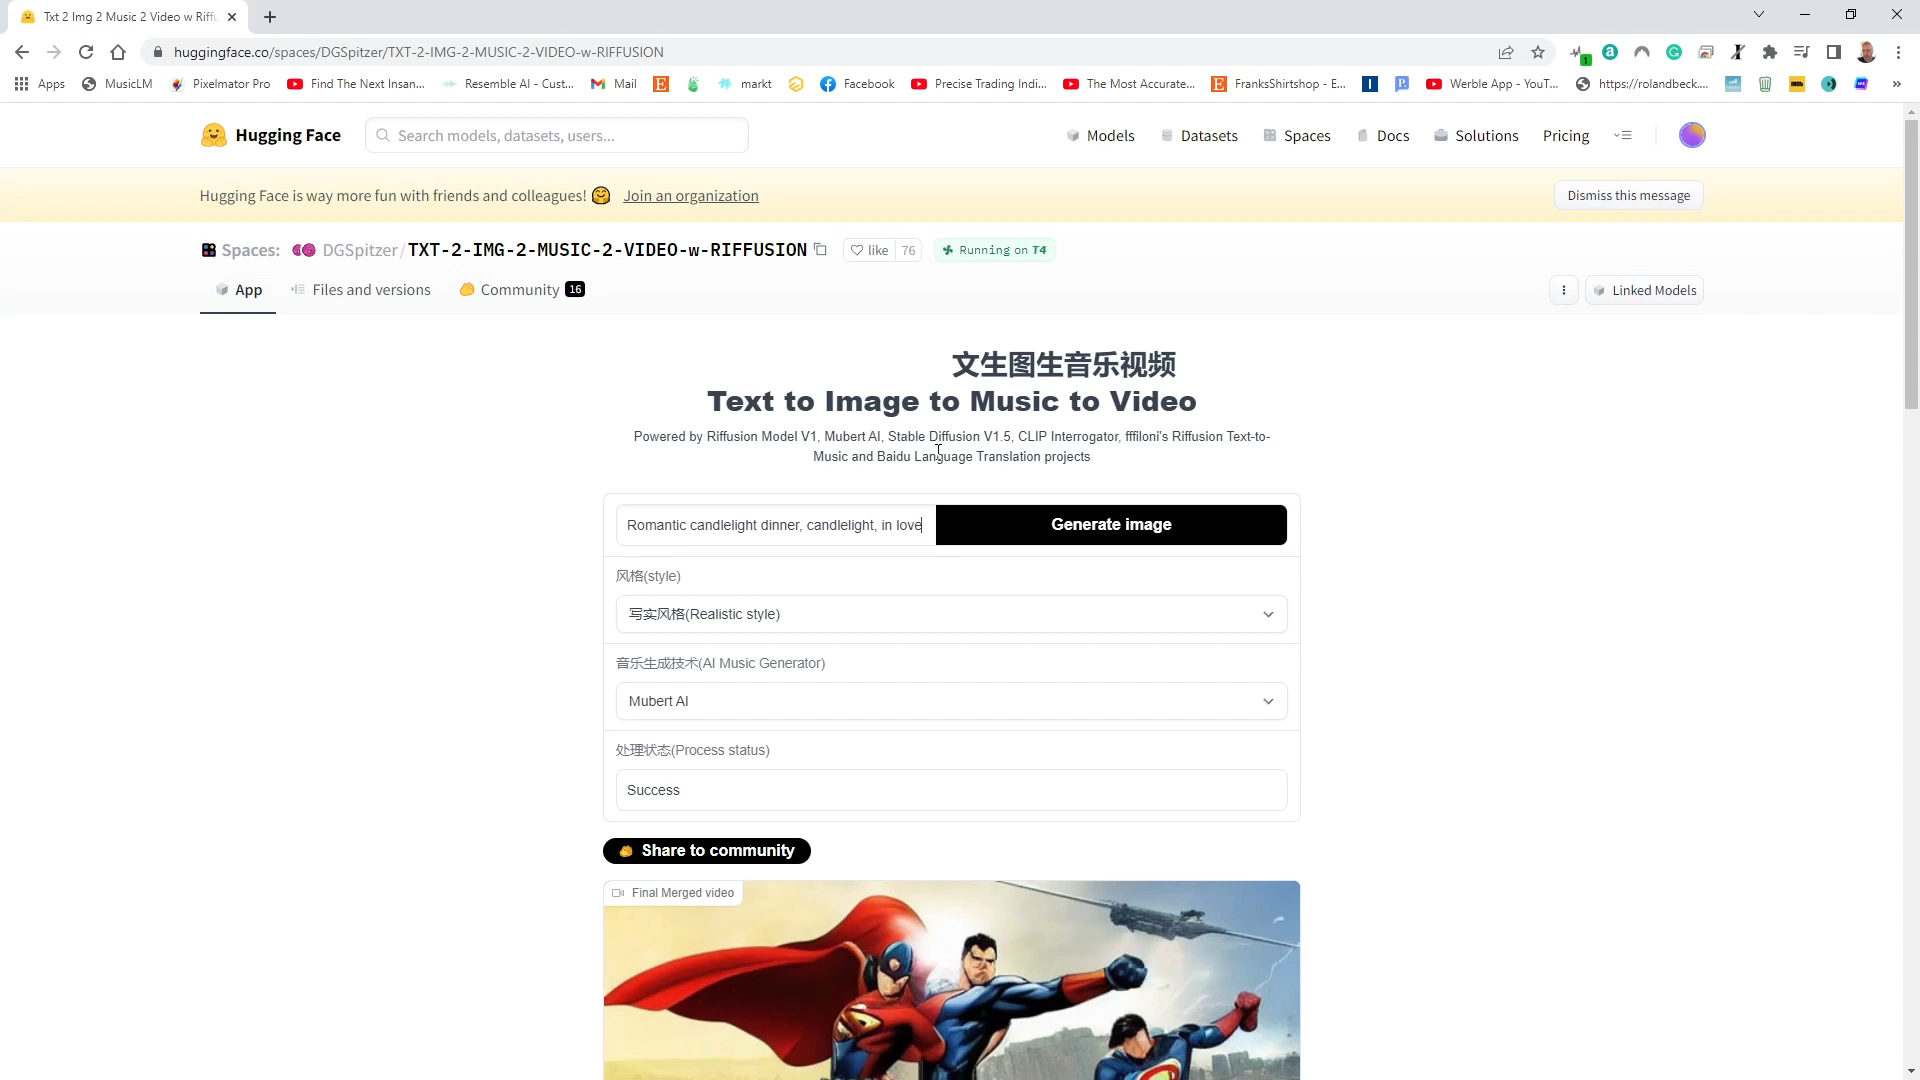 Txt 2 Img 2 Music 2 Video w Riffu
huggingface.co/spaces/DGSpitzer/TXT-2-IMG-2-MUSIC-2-VIDEO-w-RIFFUSION
Apps MusicLM Pixelmator Pro Find The Next Insan... Resemble AI - Cust... Mail markt Facebook Precise Trading Indi... The Most Accurate... FranksShirtshop - E... Werble App - YouT... https://rolandbeck.... »
Hugging Face Search models, datasets, users... Models Datasets Spaces Docs Solutions Pricing
Hugging Face is way more fun with friends and colleagues! Join an organization Dismiss this message
Spaces: DGSpitzer/TXT-2-IMG-2-MUSIC-2-VIDEO-w-RIFFUSION like 76 Running on T4
App Files and versions Community 16 Linked Models
文生图生音乐视频
Text to Image to Music to Video
Powered by Riffusion Model V1, Mubert AI, Stable Diffusion V1.5, CLIP Interrogator, fffiloni's Riffusion Text-to-
Music and Baidu Language Translation projects
Romantic candlelight dinner, candlelight, in love Generate image
风格(style)
写实风格(Realistic style)
音乐生成技术(AI Music Generator)
Mubert AI
处理状态(Process status)
Success
Share to community
Final Merged video